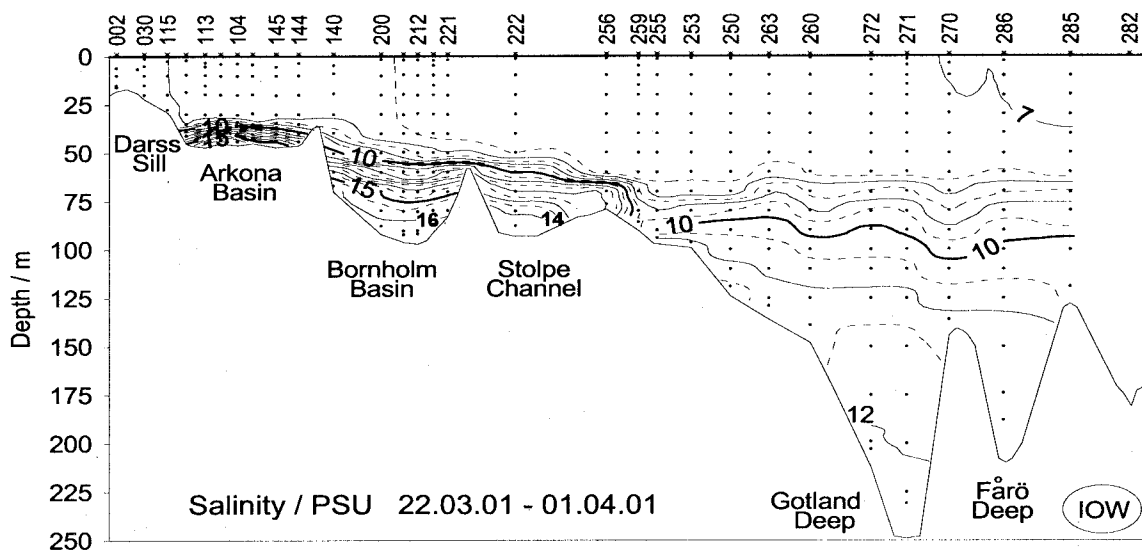 002 030 115 113 104 145 144 140 200 212 221 222 256 259 255 253 250 263 260 272 271 270 286 285 282
0
25
50
75
100
125
150
175
200
225
250
Depth / m
Darss
Sill
Arkona
Basin
Bornholm
Basin
Stolpe
Channel
Gotland
Deep
Fårö
Deep
10
15
10
15
16
14
10
10
12
7
Salinity / PSU 22.03.01 - 01.04.01
IOW